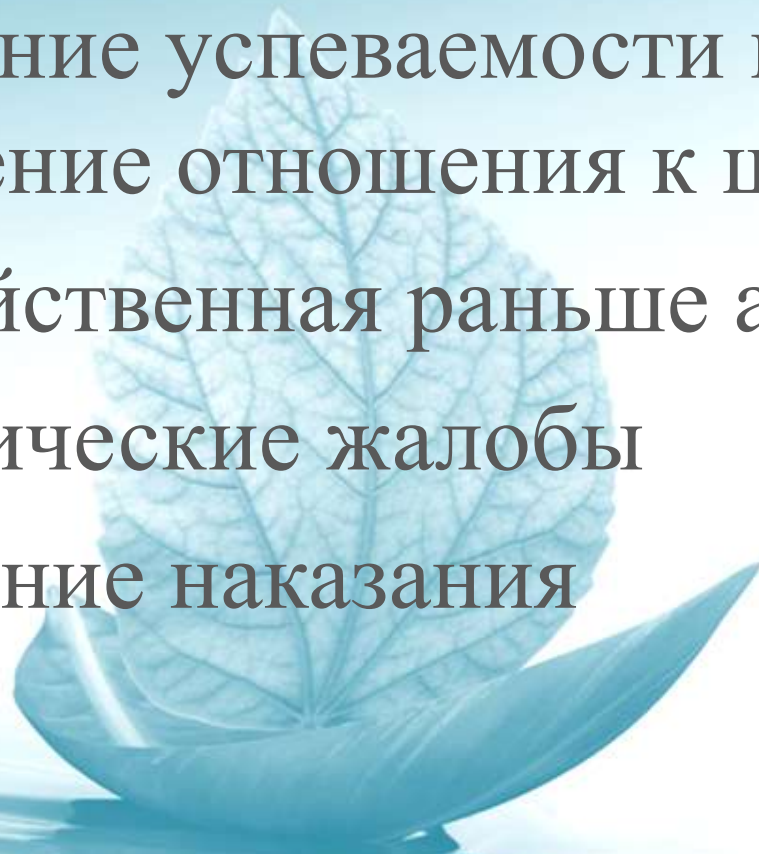 ние успеваемости
ение отношения к
йственная раньше а
ические жалобы
ние наказания